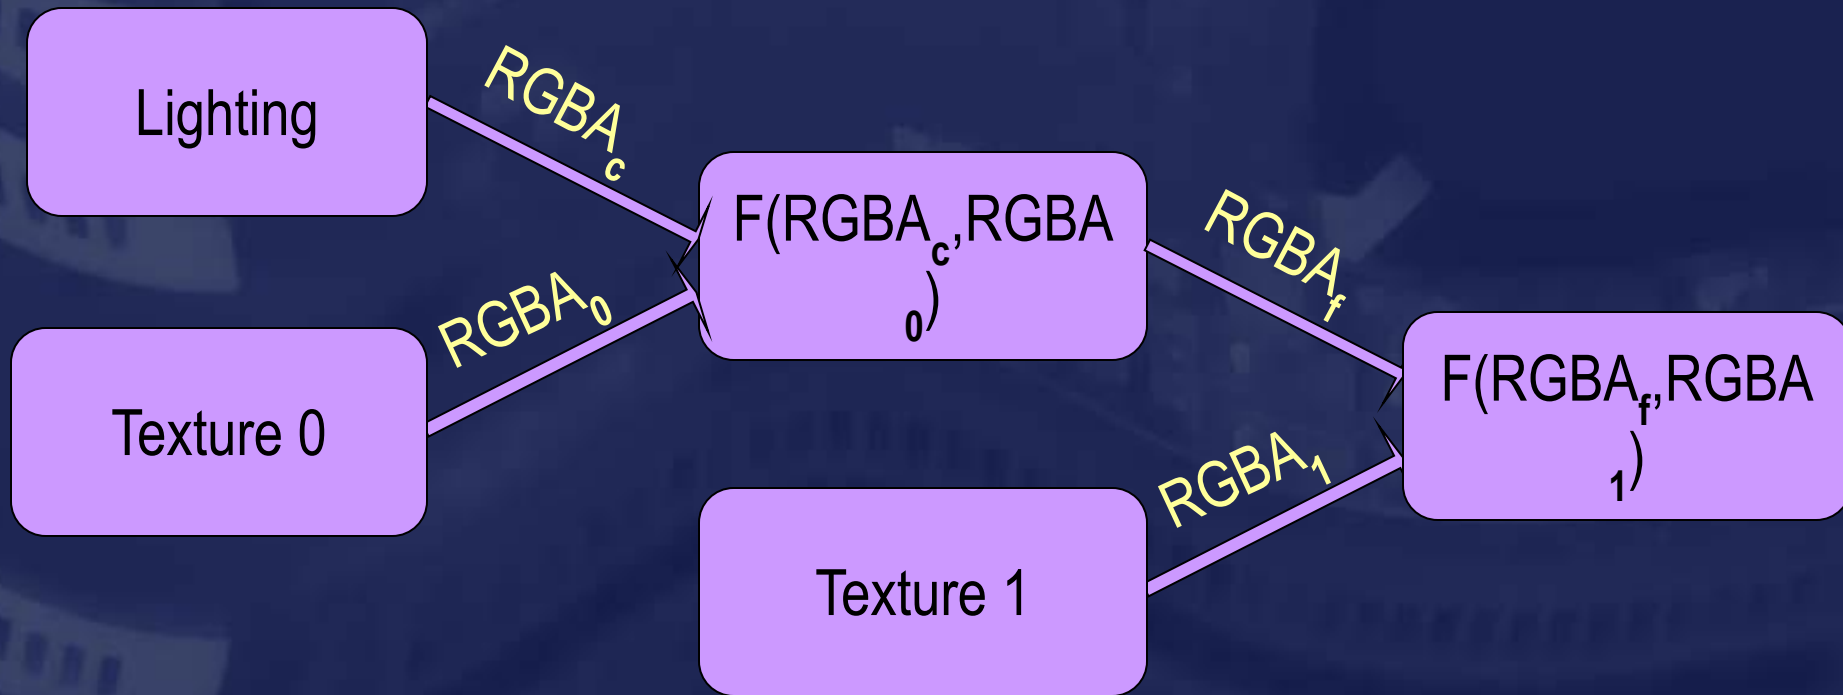 Lighting
RGBAc
F(RGBAc,RGBA
0)
RGBA0
Texture 0
RGBAf
F(RGBAf,RGBA
1)
RGBA1
Texture 1